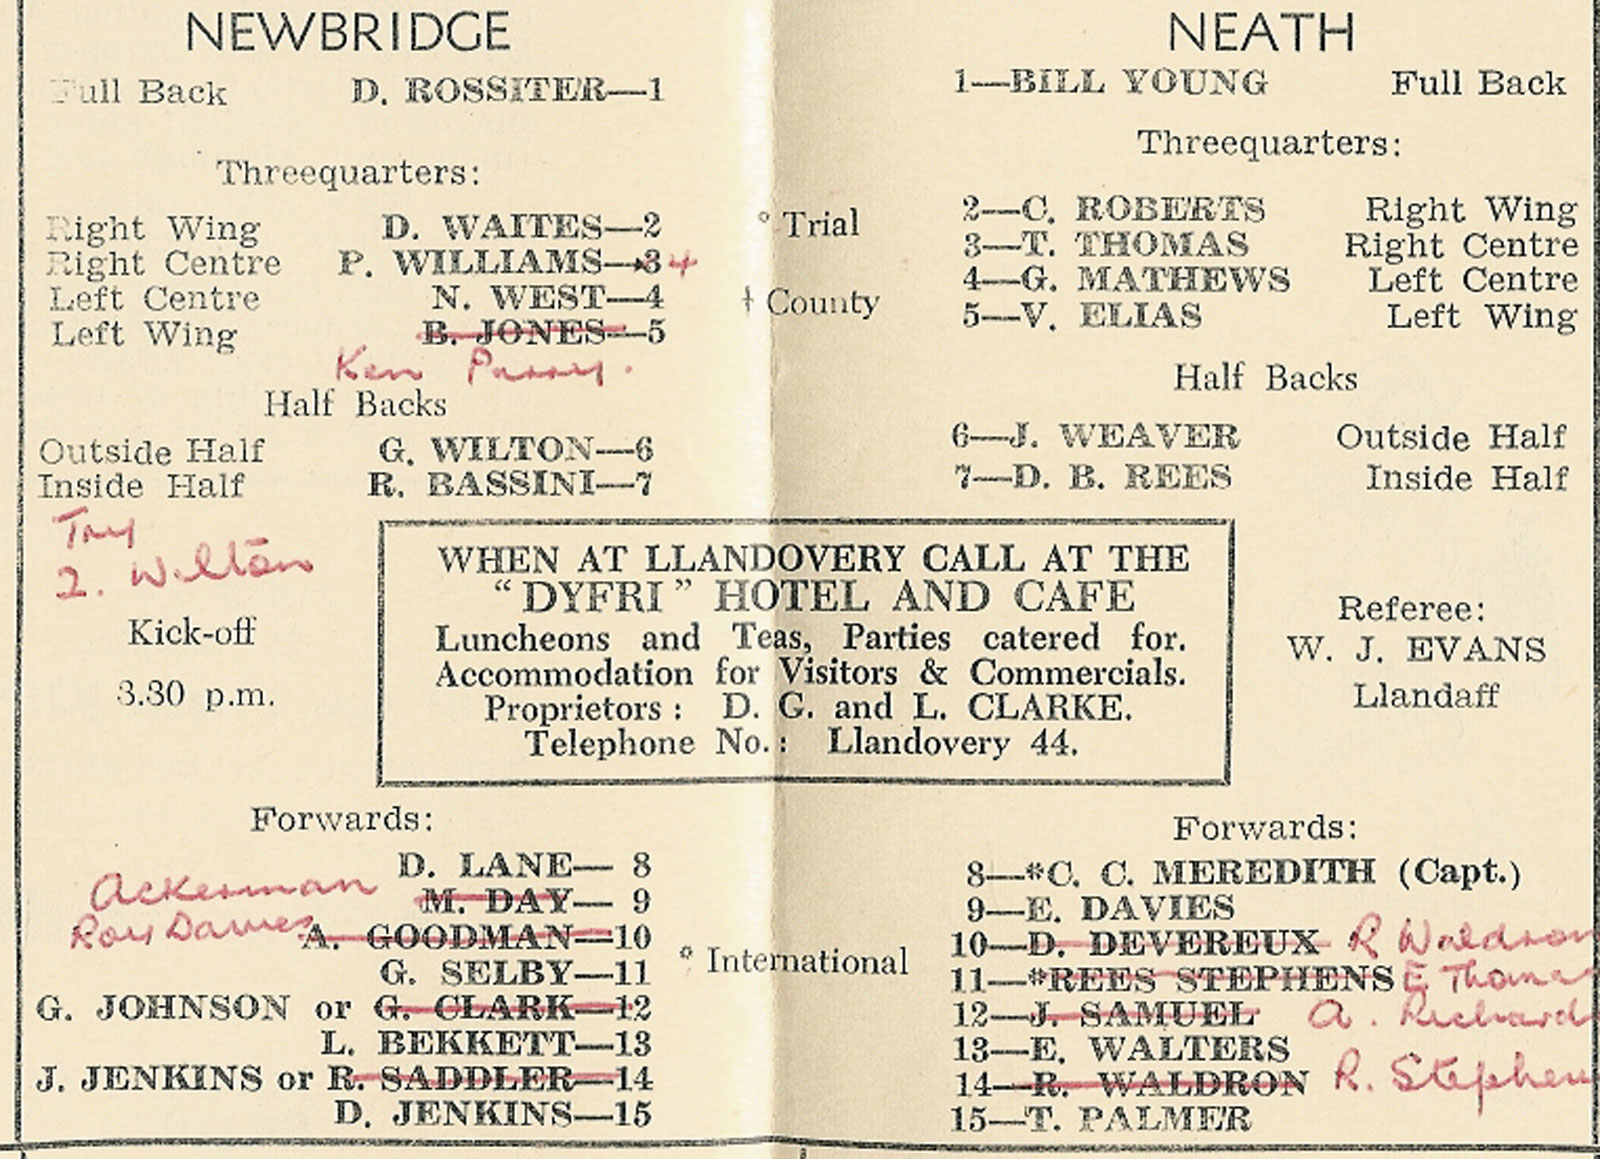 NEWBRIDGE
Full Back D. ROSSITER—1
Threequarters:
Right Wing D. WAITES—2
Right Centre P. WILLIAMS—3 4
Left Centre N. WEST—4
Left Wing B. JONES—5
Ken Parry.
Half Backs
Outside Half G. WILTON—6
Inside Half R. BASSINI—7
Try
2. Wilton
Kick-off
3.30 p.m.
° Trial
† County
NEATH
1—BILL YOUNG Full Back
Threequarters:
2—C. ROBERTS Right Wing
3—T. THOMAS Right Centre
4—G. MATHEWS Left Centre
5—V. ELIAS Left Wing
Half Backs
6—J. WEAVER Outside Half
7—D. B. REES Inside Half
WHEN AT LLANDOVERY CALL AT THE
“DYFRI” HOTEL AND CAFE
Luncheons and Teas, Parties catered for.
Accommodation for Visitors & Commercials.
Proprietors: D. G. and L. CLARKE.
Telephone No.: Llandovery 44.
Referee:
W. J. EVANS
Llandaff
Forwards:
D. LANE— 8
Ackerman M. DAY— 9
Roy Davies A. GOODMAN—10
G. SELBY—11
G. JOHNSON or G. CLARK—12
L. BEKKETT—13
J. JENKINS or R. SADDLER—14
D. JENKINS—15
° International
Forwards:
8—*C. C. MEREDITH (Capt.)
9—E. DAVIES
10—D. DEVEREUX R Waldron
11—*REES STEPHENS E Thomas
12—J. SAMUEL A. Richard
13—E. WALTERS
14—R. WALDRON R. Stephen
15—T. PALMER